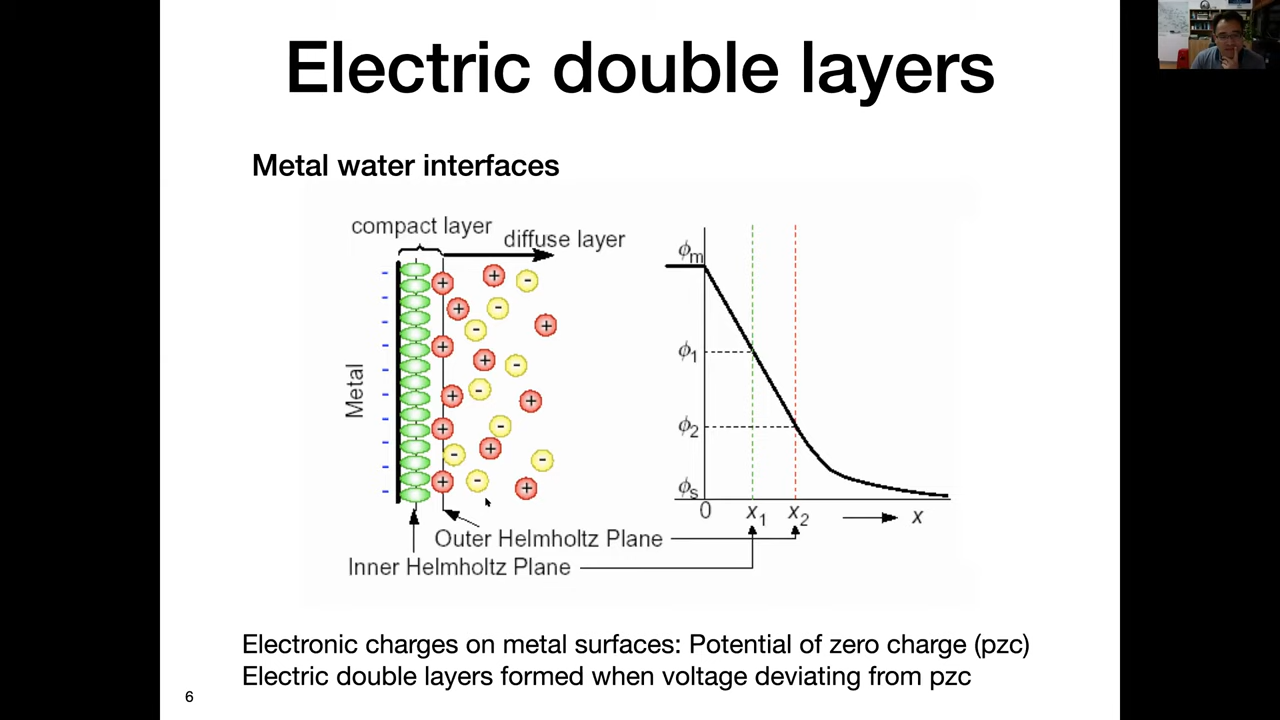 Electric double layers
Metal water interfaces
compact layer
diffuse layer
Metal
Outer Helmholtz Plane
Inner Helmholtz Plane
ϕm
ϕ1
ϕ2
ϕs
0
x1
x2
x
Electronic charges on metal surfaces: Potential of zero charge (pzc)
Electric double layers formed when voltage deviating from pzc
6